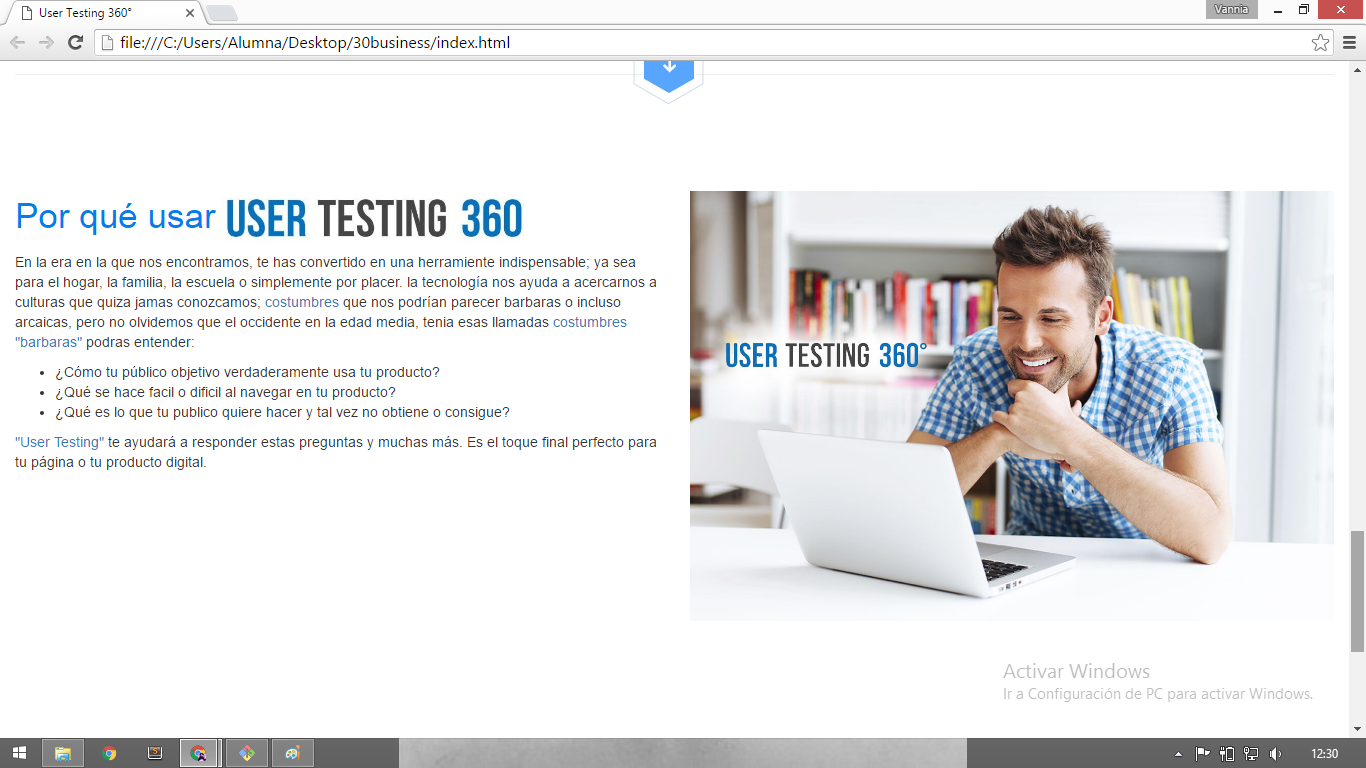 User Testing 360°
Vannia
file:///C:/Users/Alumna/Desktop/30business/index.html
Por qué usar USER TESTING 360
En la era en la que nos encontramos, te has convertido en una herramiente indispensable; ya sea
para el hogar, la familia, la escuela o simplemente por placer. la tecnología nos ayuda a acercarnos a
culturas que quiza jamas conozcamos; costumbres que nos podrían parecer barbaras o incluso
arcaicas, pero no olvidemos que el occidente en la edad media, tenia esas llamadas costumbres
"barbaras" podras entender:
¿Cómo tu público objetivo verdaderamente usa tu producto?
¿Qué se hace facil o dificil al navegar en tu producto?
¿Qué es lo que tu publico quiere hacer y tal vez no obtiene o consigue?
"User Testing" te ayudará a responder estas preguntas y muchas más. Es el toque final perfecto para
tu página o tu producto digital.
USER TESTING 360°
Activar Windows
Ir a Configuración de PC para activar Windows.
12:30